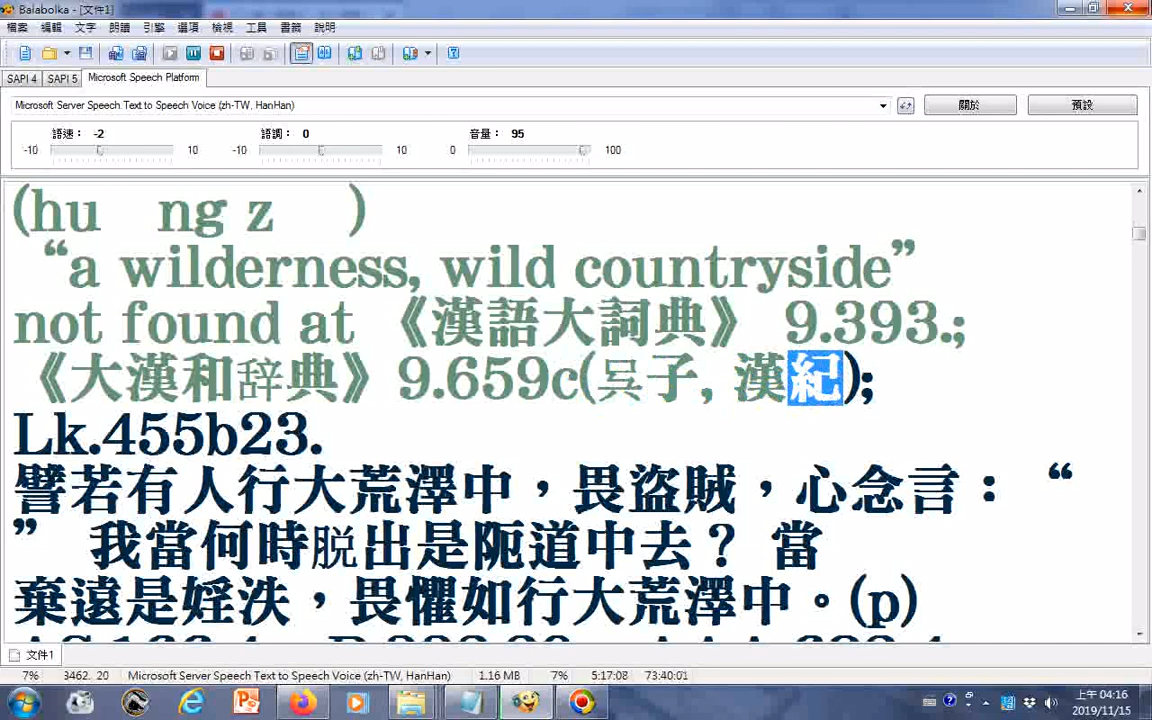 Balabolka - [文件1]
檔案 編輯 文字 朗讀 引擎 選項 檢視 工具 書籤 說明
SAPI 4 SAPI 5 Microsoft Speech Platform
Microsoft Server Speech Text to Speech Voice (zh-TW, HanHan) 關於 預設
語速： -2 語調： 0 音量： 95
-10 10 -10 10 0 100
(hu ng z )
“a wilderness, wild countryside”
not found at 《漢語大詞典》 9.393.;
《大漢和辞典》9.659c(呉子, 漢紀);
Lk.455b23.
譬若有人行大荒澤中，畏盜賊，心念言：“
” 我當何時脱出是阨道中去？ 當
棄遠是婬泆，畏懼如行大荒澤中。(p)
文件1
7% 3462, 20 Microsoft Server Speech Text to Speech Voice (zh-TW, HanHan) 1.16 MB 7% 5:17:08 73:40:01
上午 04:16
2019/11/15